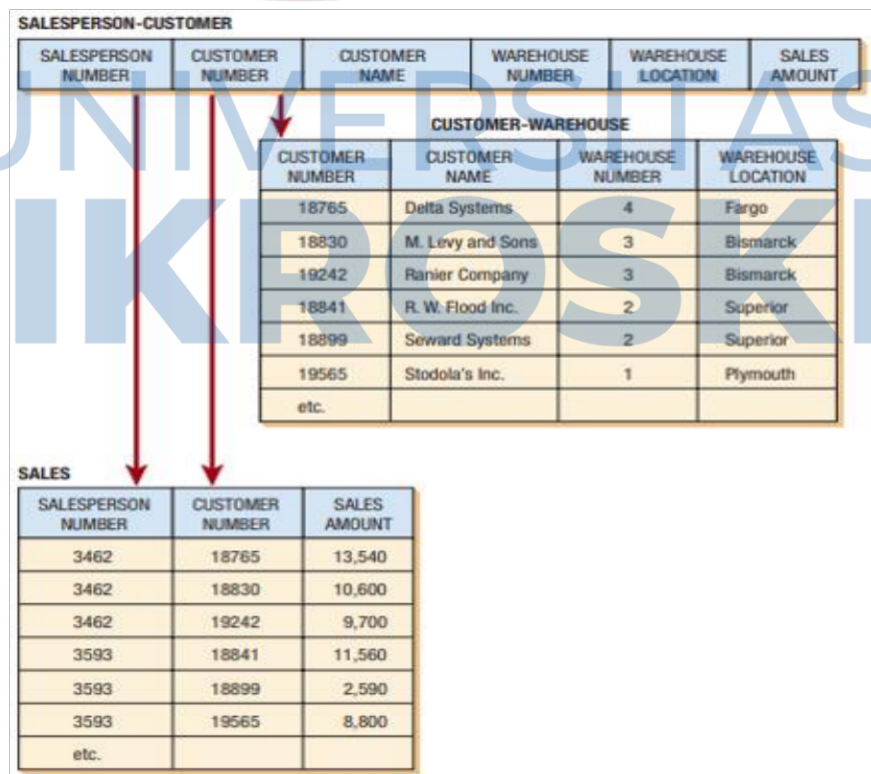 SALESPERSON-CUSTOMER
SALESPERSON NUMBER CUSTOMER NUMBER CUSTOMER NAME WAREHOUSE NUMBER WAREHOUSE LOCATION SALES AMOUNT
CUSTOMER-WAREHOUSE
CUSTOMER NUMBER CUSTOMER NAME WAREHOUSE NUMBER WAREHOUSE LOCATION
18765 Delta Systems 4 Fargo
18830 M. Levy and Sons 3 Bismarck
19242 Ranier Company 3 Bismarck
18841 R. W. Flood Inc. 2 Superior
18899 Seward Systems 2 Superior
19565 Stodola's Inc. 1 Plymouth
etc.
SALES
SALESPERSON NUMBER CUSTOMER NUMBER SALES AMOUNT
3462 18765 13,540
3462 18830 10,600
3462 19242 9,700
3593 18841 11,560
3593 18899 2,590
3593 19565 8,800
etc.
UNIVERSITAS
IKROSKI